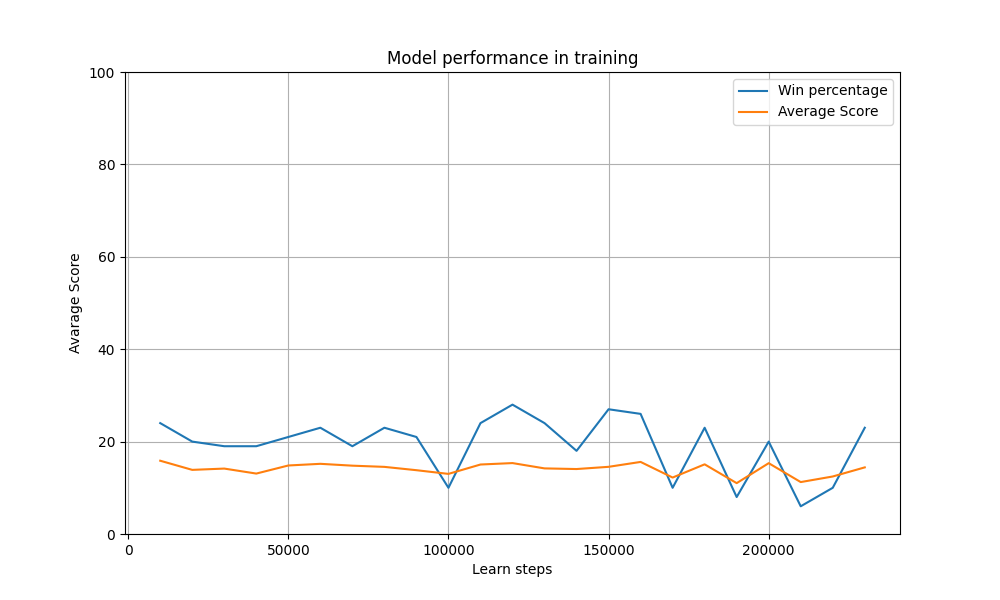 Model performance in training
Win percentage
Average Score
100
80
60
40
20
0
Avarage Score
0
50000
100000
150000
200000
Learn steps